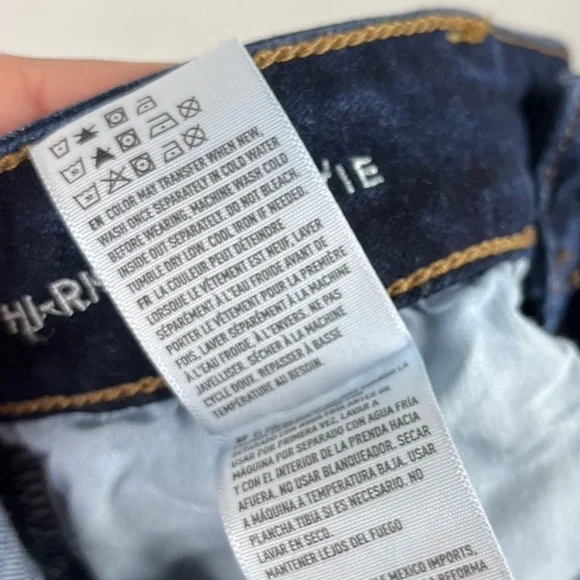 EN. COLOR MAY TRANSFER WHEN NEW.
WASH ONCE SEPARATELY IN COLD WATER
BEFORE WEARING. MACHINE WASH COLD
INSIDE OUT SEPARATELY. DO NOT BLEACH.
TUMBLE DRY LOW. COOL IRON IF NEEDED.
FR. LA COULEUR PEUT DÉTEINDRE
LORSQUE LE VÊTEMENT EST NEUF, LAVER
SÉPARÉMENT À L'EAU FROIDE AVANT DE
PORTER LE VÊTEMENT POUR LA PREMIÈRE
FOIS, LAVER SÉPARÉMENT À LA MACHINE
À L'EAU FROIDE, À L'ENVERS. NE PAS
JAVELLISER. SÉCHER À LA MACHINE
CYCLE DOUX. REPASSER À BASSE
TEMPÉRATURE AU BESOIN.
USAR POR PRIMERA VEZ. LAVAR A
MÁQUINA POR SEPARADO CON AGUA FRÍA
Y CON EL INTERIOR DE LA PRENDA HACIA
AFUERA. NO USAR BLANQUEADOR. SECAR
A MÁQUINA A TEMPERATURA BAJA. USAR
PLANCHA TIBIA SI ES NECESARIO. NO
LAVAR EN SECO.
MANTENER LEJOS DEL FUEGO
MEXICO IMPORTS,
REFORMA